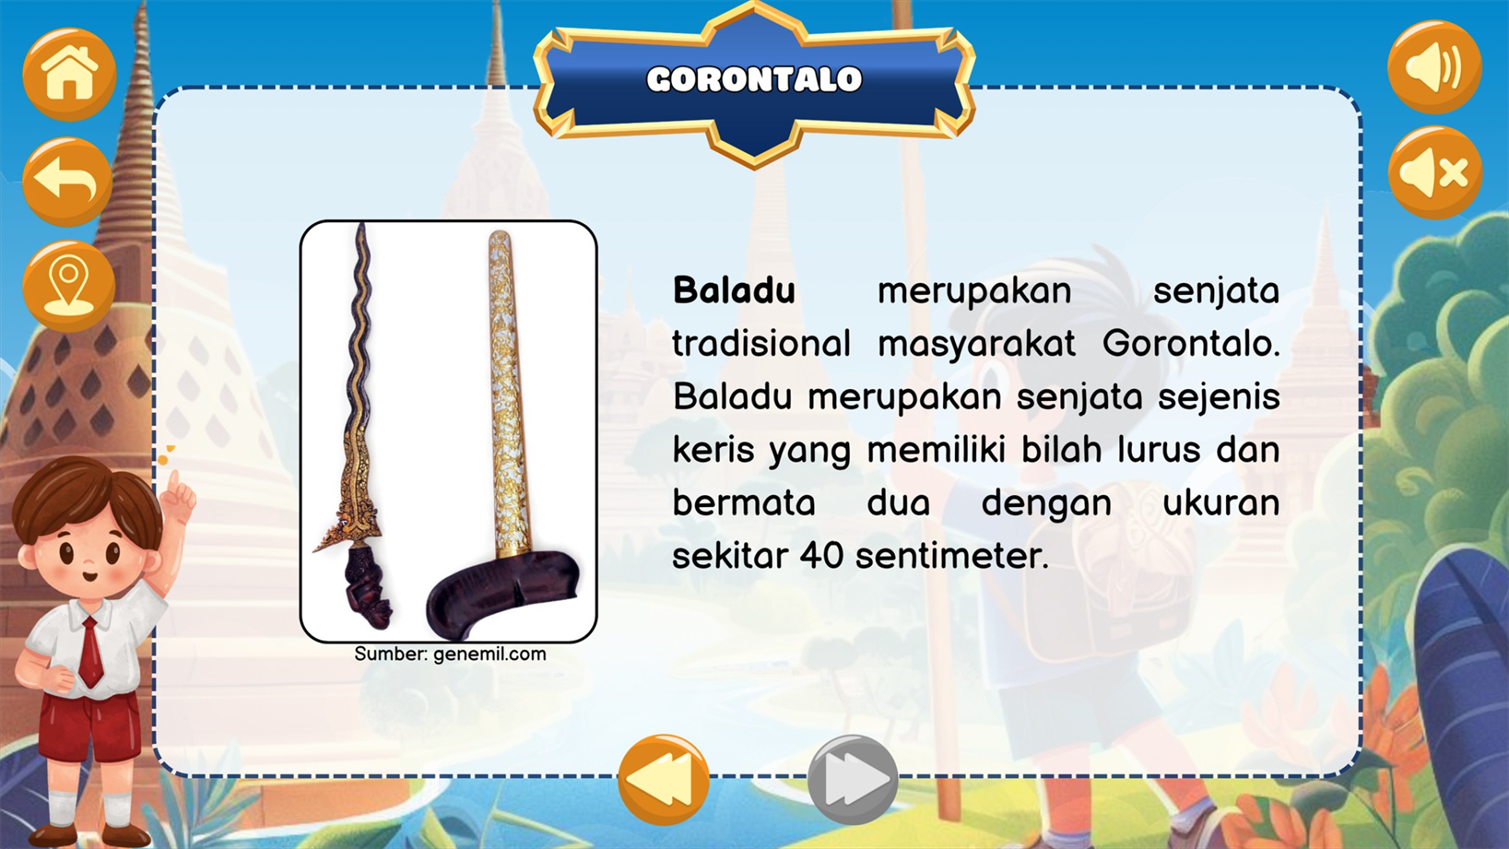 GORONTALO
Baladu merupakan senjata
tradisional masyarakat Gorontalo.
Baladu merupakan senjata sejenis
keris yang memiliki bilah lurus dan
bermata dua dengan ukuran
sekitar 40 sentimeter.
Sumber: genemil.com